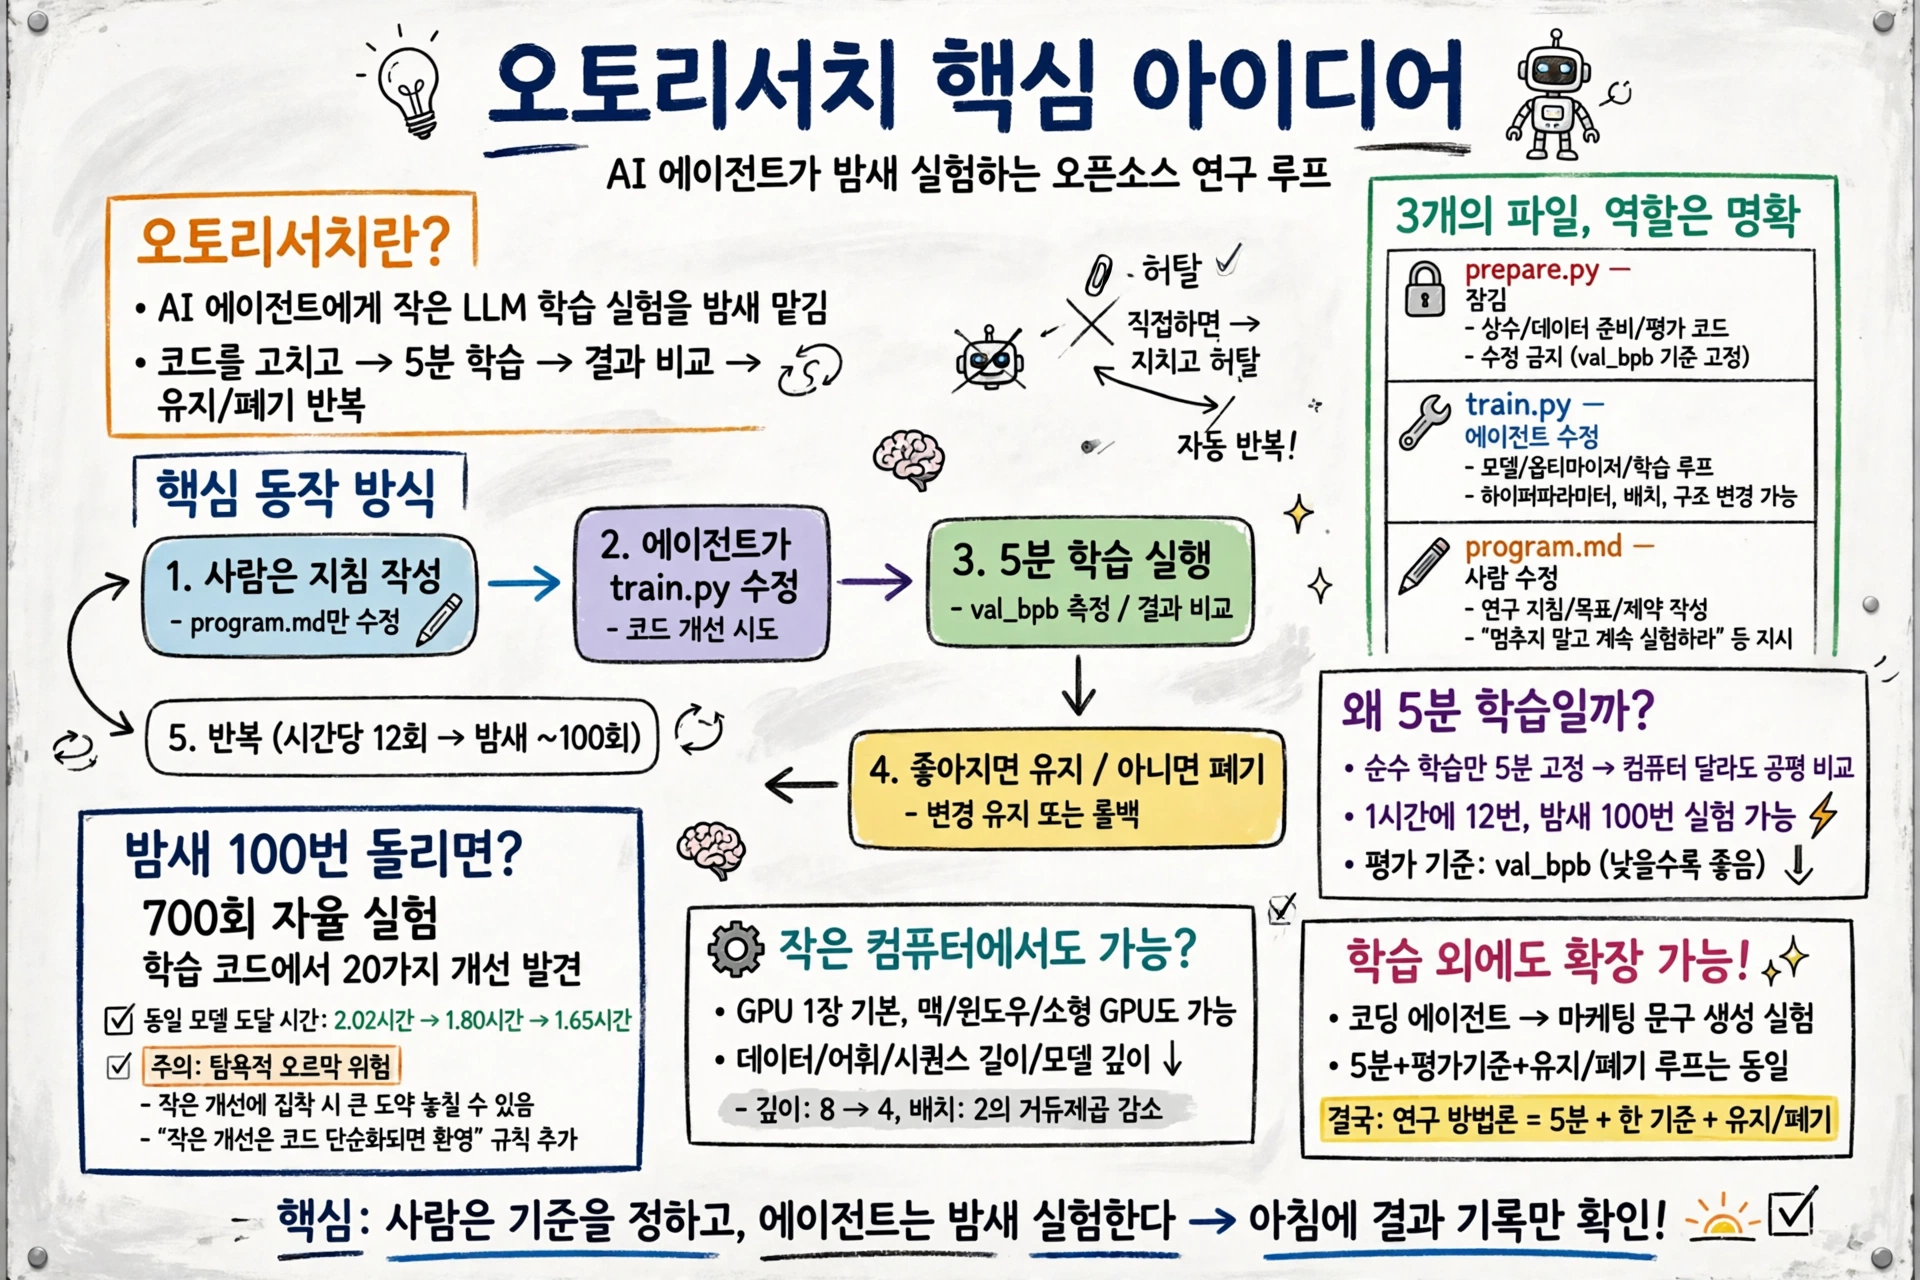 오토리서치 핵심 아이디어
AI 에이전트가 밤새 실험하는 오픈소스 연구 루프
오토리서치란?
• AI 에이전트에게 작은 LLM 학습 실험을 밤새 맡김
• 코드를 고치고 → 5분 학습 → 결과 비교 →
유지/폐기 반복
- 허탈
직접하면 →
지치고 허탈
자동 반복!
3개의 파일, 역할은 명확
prepare.py —
잠김
- 상수/데이터 준비/평가 코드
- 수정 금지 (val_bpb 기준 고정)
train.py —
에이전트 수정
- 모델/옵티마이저/학습 루프
- 하이퍼파라미터, 배치, 구조 변경 가능
program.md —
사람 수정
- 연구 지침/목표/제약 작성
- “멈추지 말고 계속 실험하라” 등 지시
핵심 동작 방식
1. 사람은 지침 작성
- program.md만 수정
2. 에이전트가
train.py 수정
- 코드 개선 시도
3. 5분 학습 실행
- val_bpb 측정 / 결과 비교
4. 좋아지면 유지 / 아니면 폐기
- 변경 유지 또는 롤백
5. 반복 (시간당 12회 → 밤새 ~100회)
왜 5분 학습일까?
• 순수 학습만 5분 고정 → 컴퓨터 달라도 공평 비교
• 1시간에 12번, 밤새 100번 실험 가능
• 평가 기준: val_bpb (낮을수록 좋음)
밤새 100번 돌리면?
700회 자율 실험
학습 코드에서 20가지 개선 발견
동일 모델 도달 시간: 2.02시간 → 1.80시간 → 1.65시간
주의: 탐욕적 오르막 위험
- 작은 개선에 집착 시 큰 도약 놓칠 수 있음
- “작은 개선은 코드 단순화되면 환영” 규칙 추가
작은 컴퓨터에서도 가능?
• GPU 1장 기본, 맥/윈도우/소형 GPU도 가능
• 데이터/어휘/시퀀스 길이/모델 깊이 ↓
- 깊이: 8 → 4, 배치: 2의 거듀제곱 감소
학습 외에도 확장 가능!
• 코딩 에이전트 → 마케팅 문구 생성 실험
• 5분+평가기준+유지/폐기 루프는 동일
결국: 연구 방법론 = 5분 + 한 기준 + 유지/폐기
핵심: 사람은 기준을 정하고, 에이전트는 밤새 실험한다 → 아침에 결과 기록만 확인!